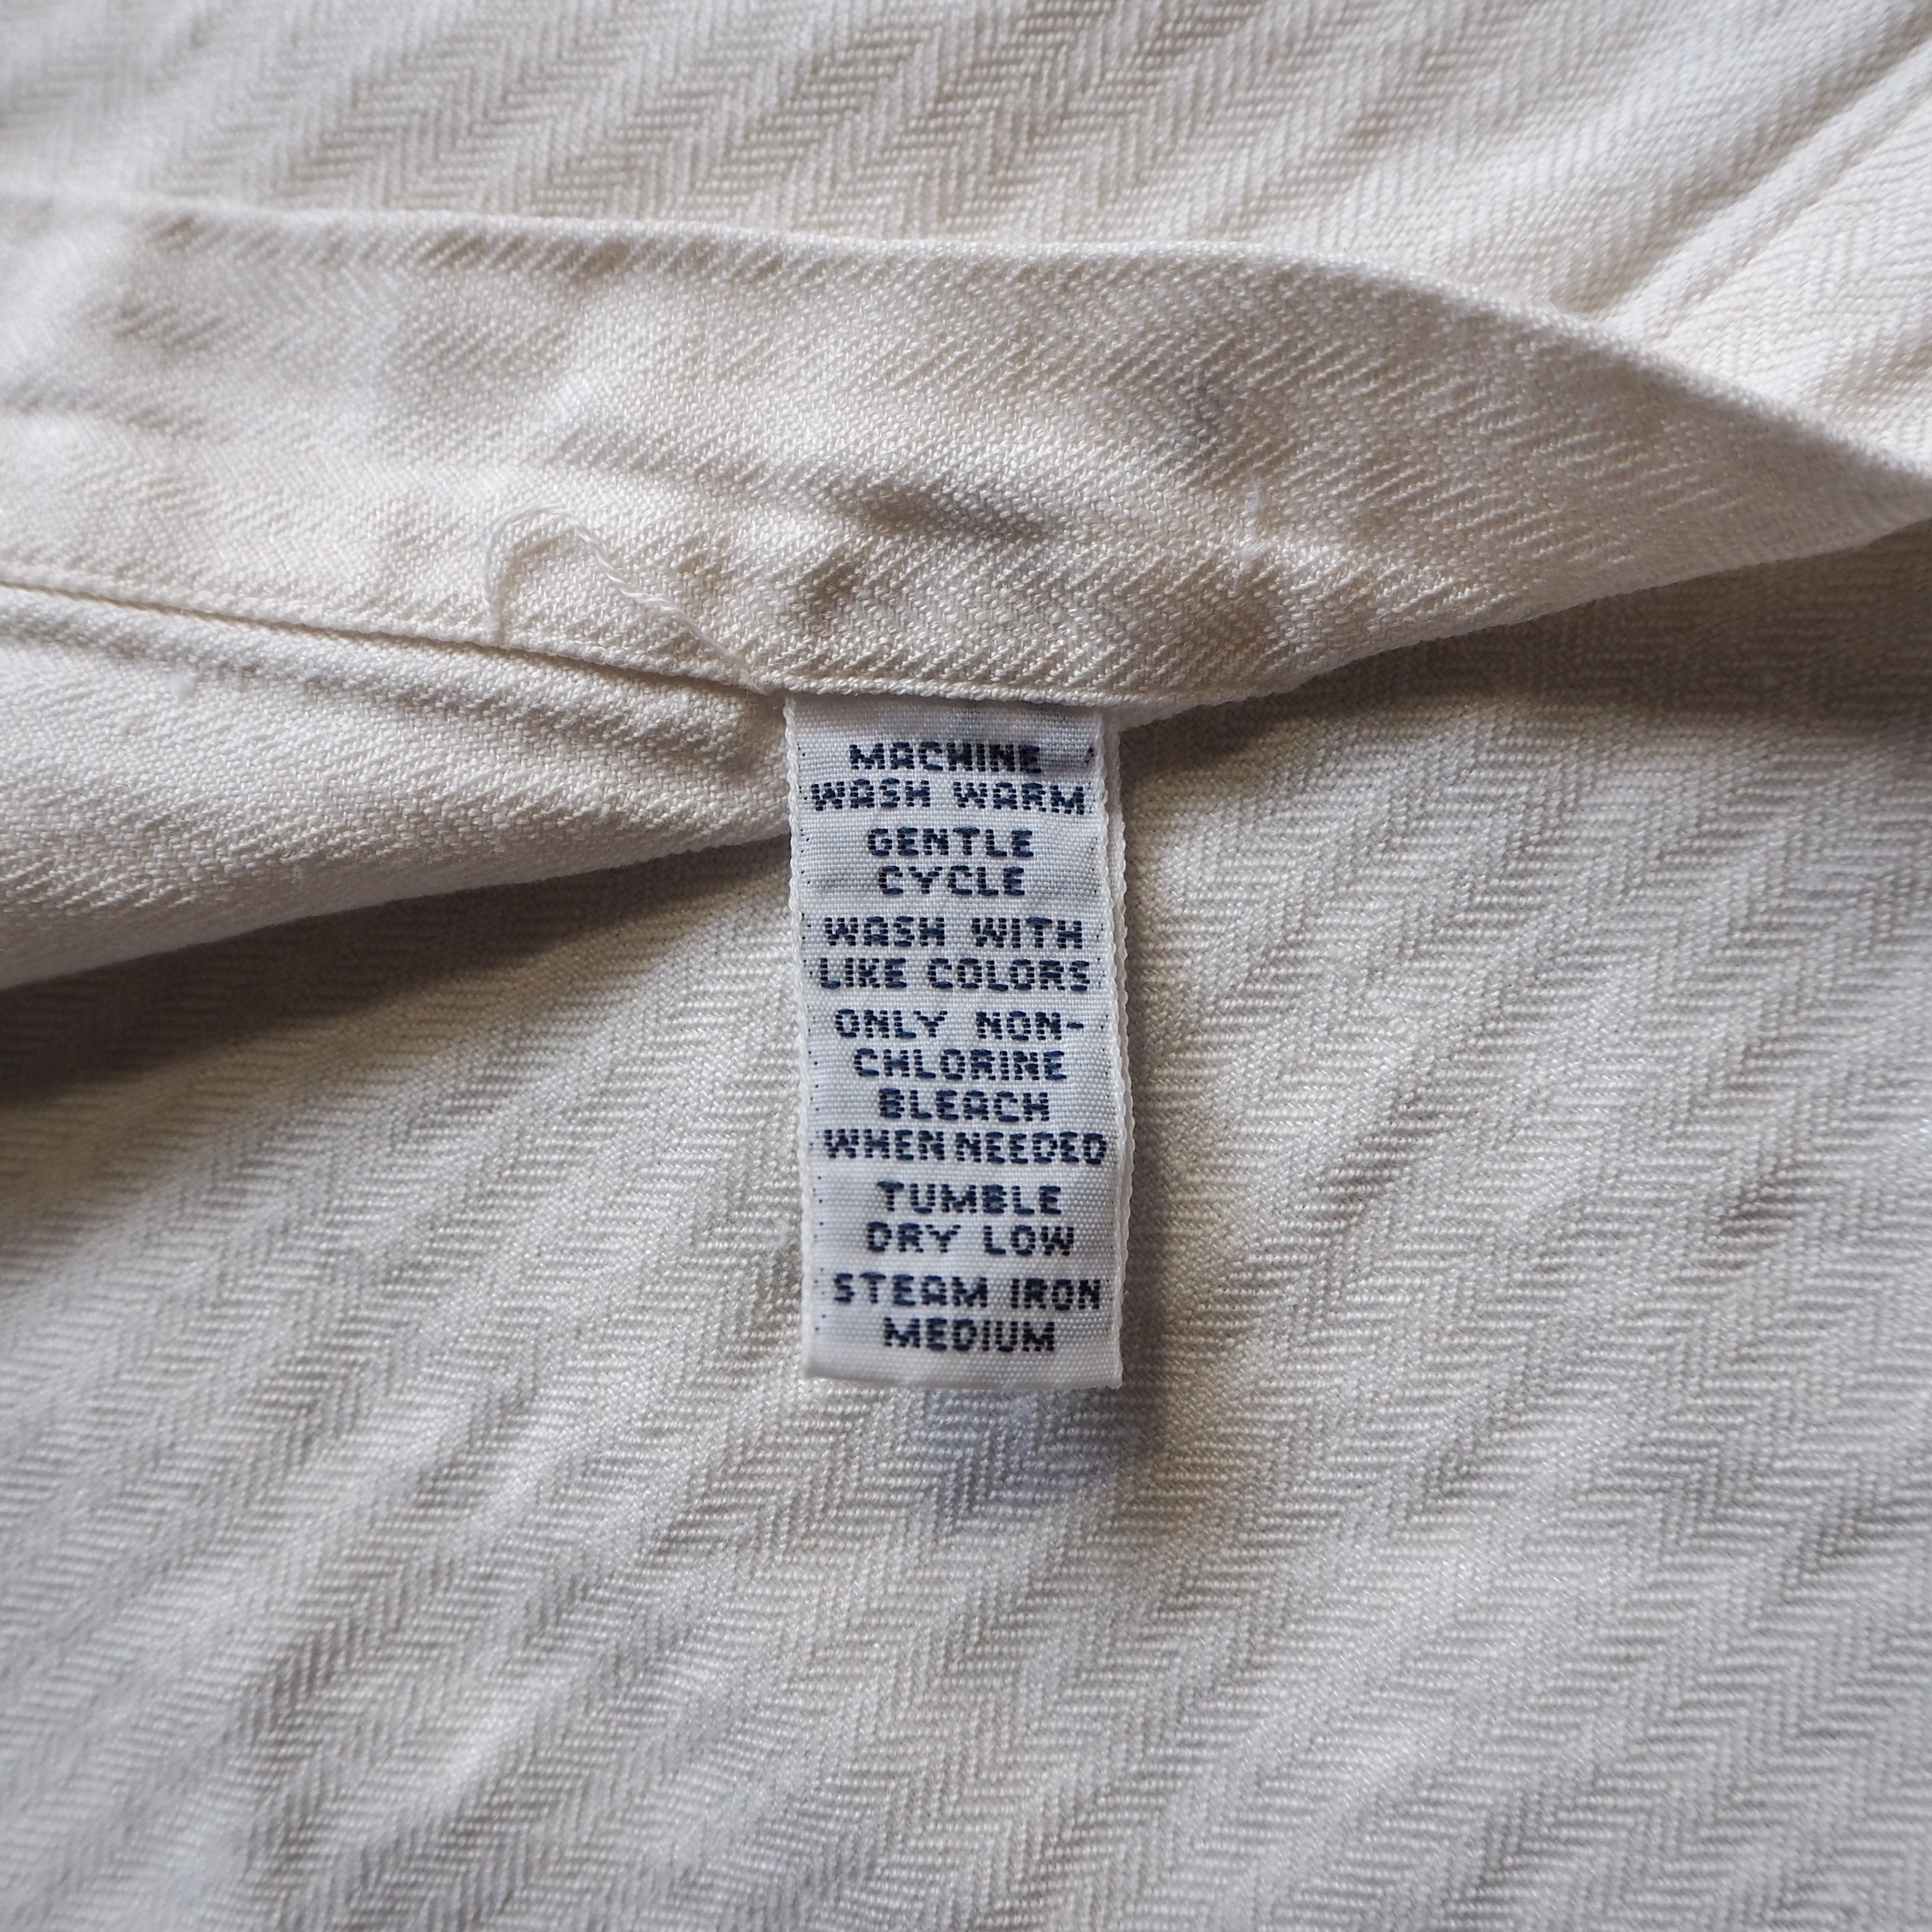 MACHINE
WASH WARM
GENTLE
CYCLE
WASH WITH
LIKE COLORS
ONLY NON-
CHLORINE
BLEACH
WHEN NEEDED
TUMBLE
DRY LOW
STEAM IRON
MEDIUM